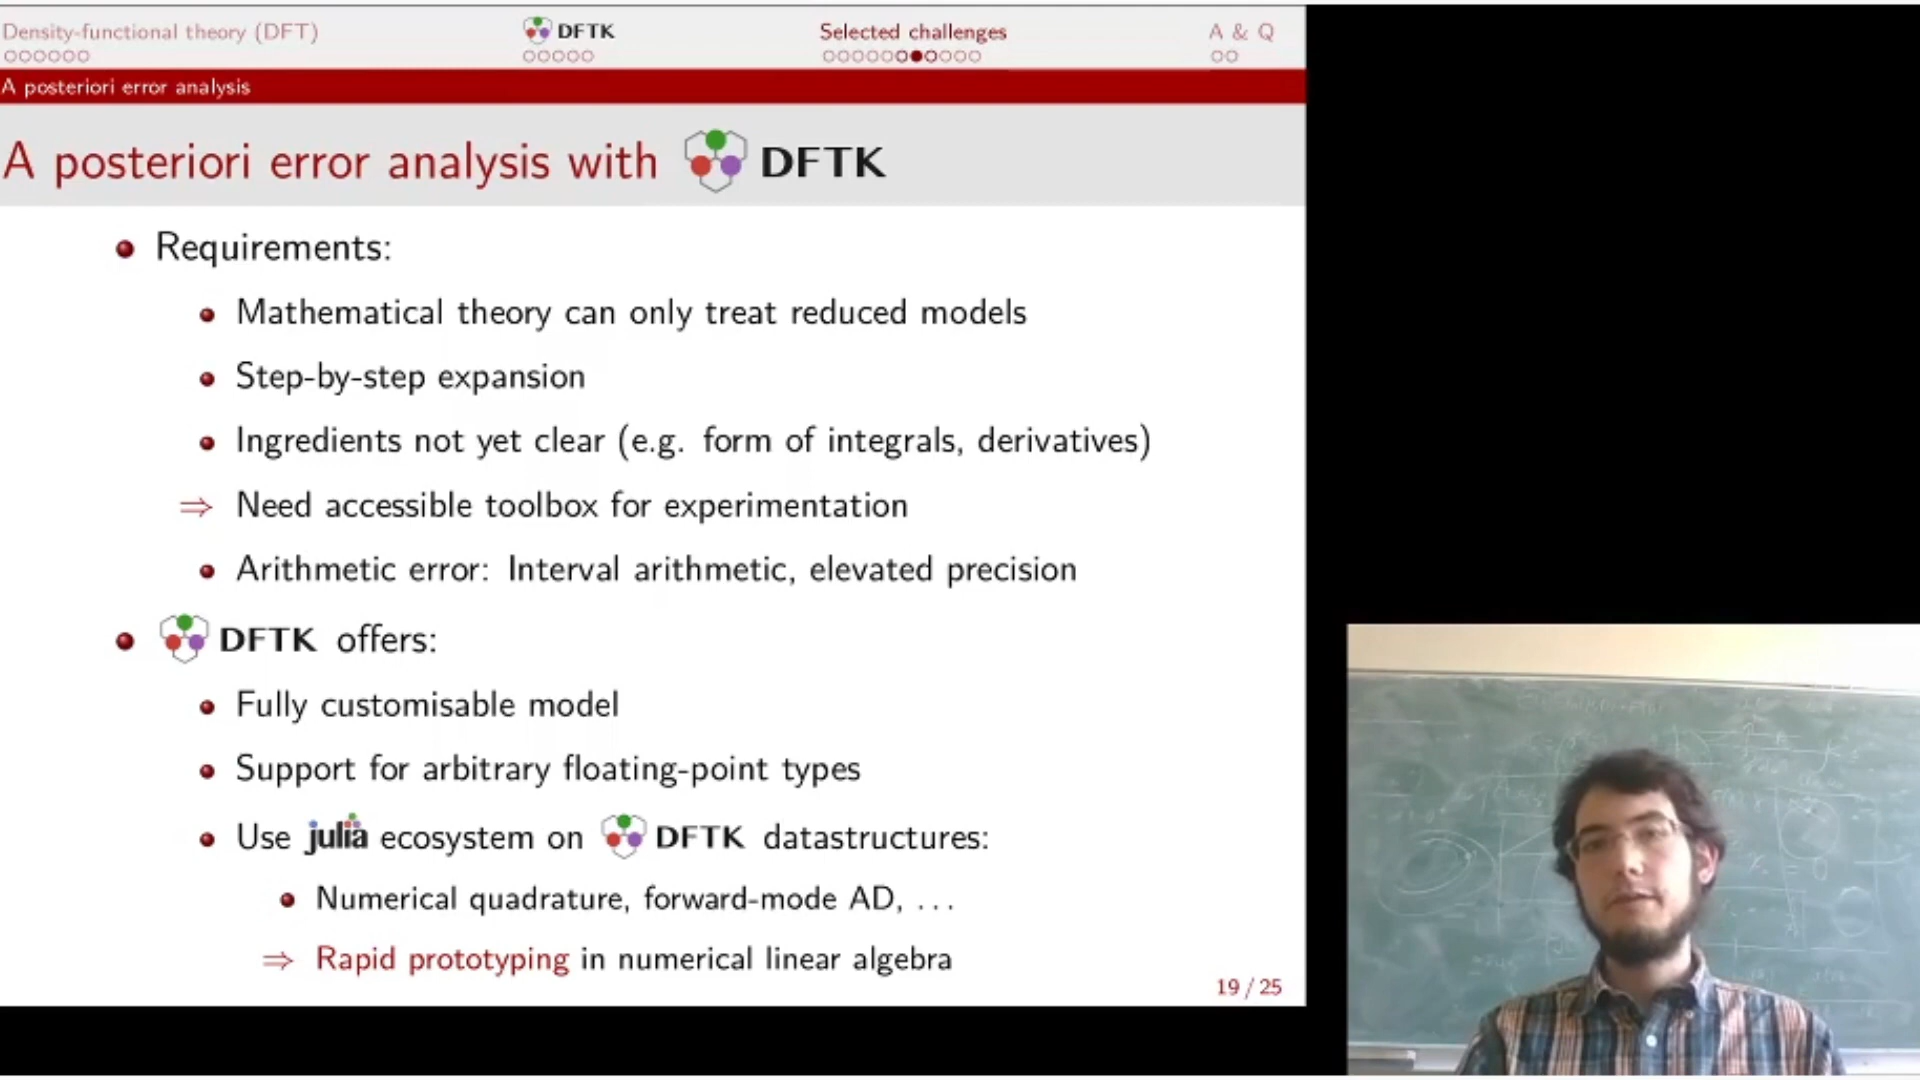 Density-functional theory (DFT)
DFTK
Selected challenges
A & Q
A posteriori error analysis
A posteriori error analysis with DFTK
Requirements:
Mathematical theory can only treat reduced models
Step-by-step expansion
Ingredients not yet clear (e.g. form of integrals, derivatives)
⇒ Need accessible toolbox for experimentation
Arithmetic error: Interval arithmetic, elevated precision
DFTK offers:
Fully customisable model
Support for arbitrary floating-point types
Use julia ecosystem on DFTK datastructures:
Numerical quadrature, forward-mode AD, ...
⇒ Rapid prototyping in numerical linear algebra
19 / 25